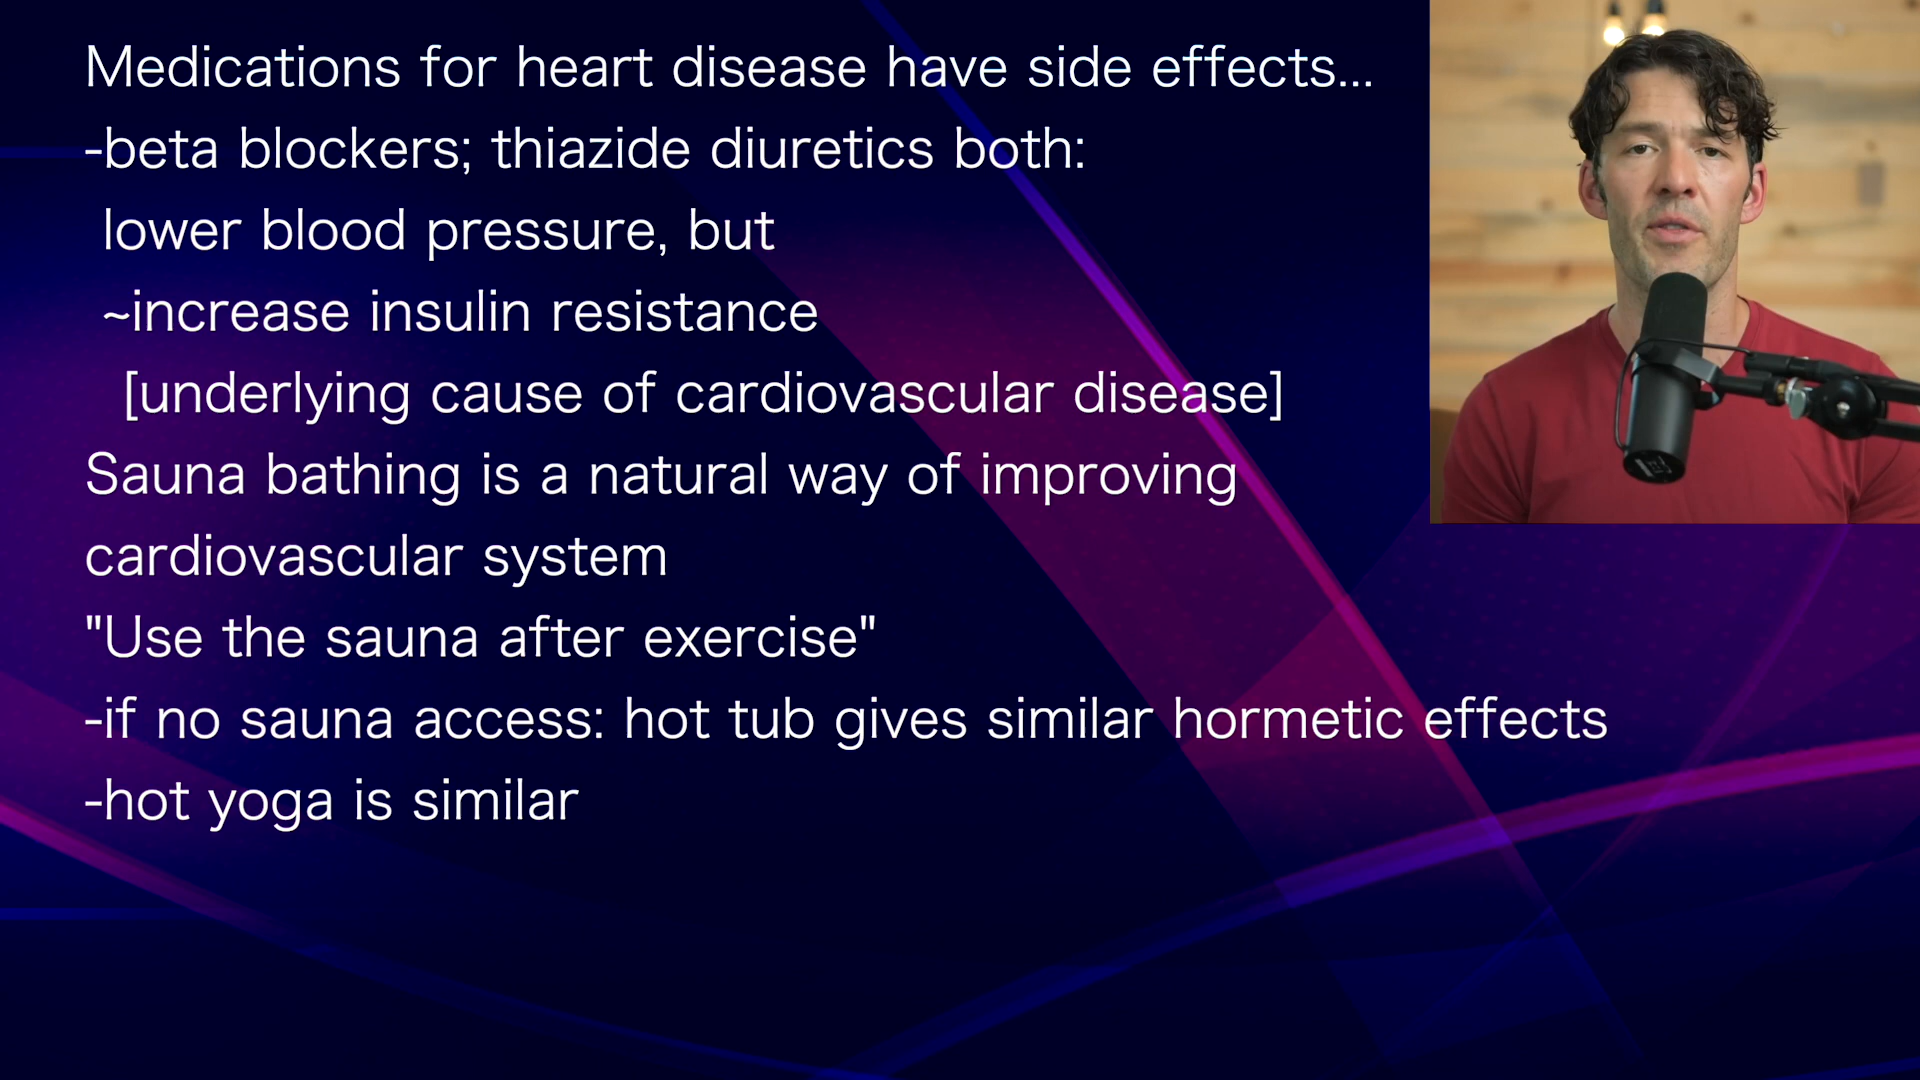 Medications for heart disease have side effects...
-beta blockers; thiazide diuretics both:
lower blood pressure, but
~increase insulin resistance
[underlying cause of cardiovascular disease]
Sauna bathing is a natural way of improving
cardiovascular system
"Use the sauna after exercise"
-if no sauna access: hot tub gives similar hormetic effects
-hot yoga is similar